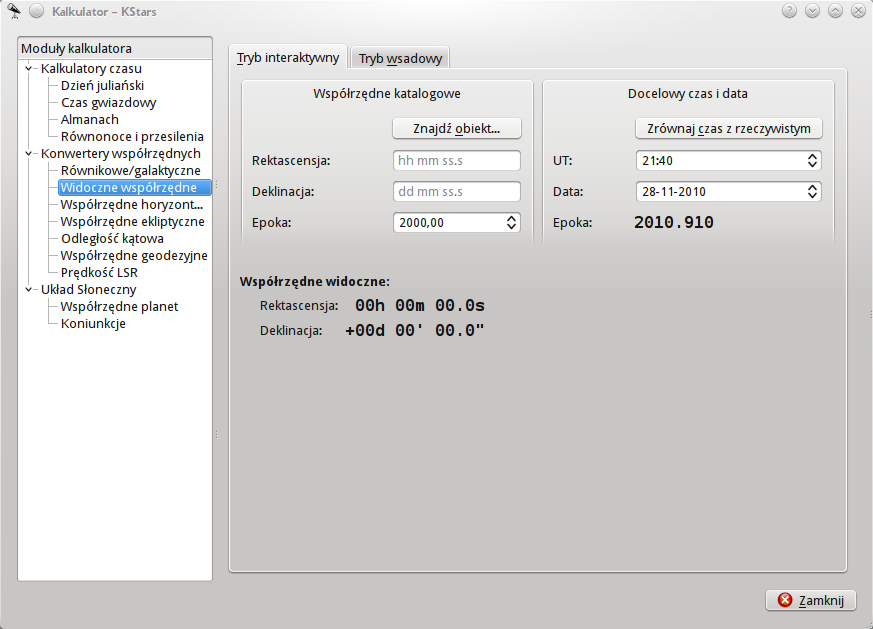 Kalkulator – KStars
Moduły kalkulatora
Kalkulatory czasu
Dzień juliański
Czas gwiazdowy
Almanach
Równonoce i przesilenia
Konwertery współrzędnych
Równikowe/galaktyczne
Widoczne współrzędne
Współrzędne horyzont...
Współrzędne ekliptyczne
Odległość kątowa
Współrzędne geodezyjne
Prędkość LSR
Układ Słoneczny
Współrzędne planet
Koniunkcje
Tryb interaktywny
Tryb wsadowy
Współrzędne katalogowe
Znajdź obiekt...
Rektascensja: hh mm ss.s
Deklinacja: dd mm ss.s
Epoka: 2000,00
Docelowy czas i data
Zrównaj czas z rzeczywistym
UT: 21:40
Data: 28-11-2010
Epoka: 2010.910
Współrzędne widoczne:
Rektascensja: 00h 00m 00.0s
Deklinacja: +00d 00' 00.0"
Zamknij